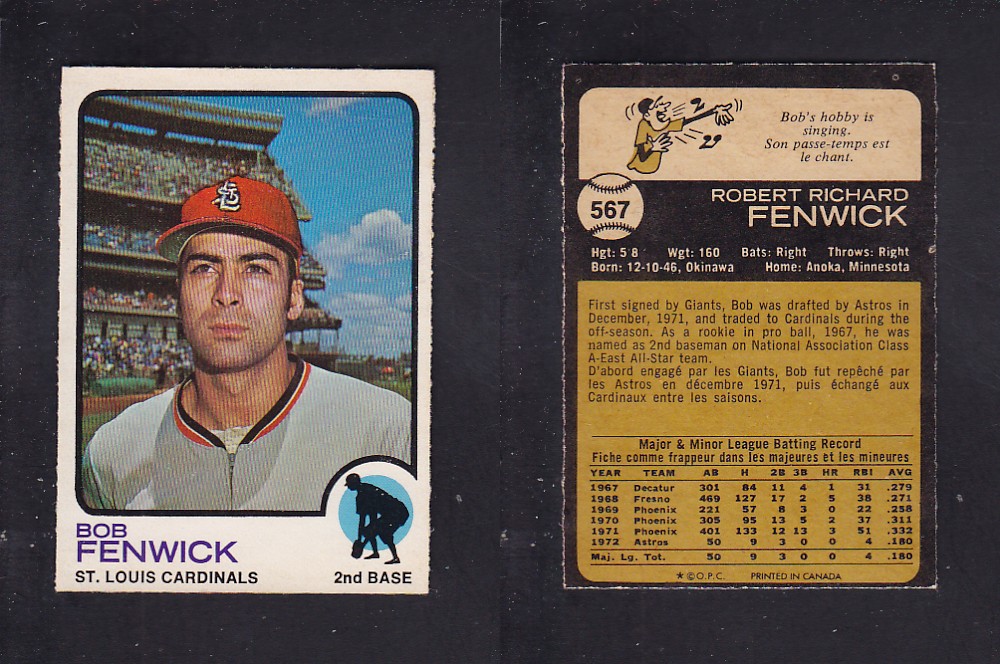 STL
BOB
FENWICK
ST. LOUIS CARDINALS
2nd BASE
Bob's hobby is
singing.
Son passe-temps est
le chant.
567
ROBERT RICHARD
FENWICK
Hgt: 5'8 Wgt: 160 Bats: Right Throws: Right
Born: 12-10-46, Okinawa Home: Anoka, Minnesota
First signed by Giants, Bob was drafted by Astros in
December, 1971, and traded to Cardinals during the
off-season. As a rookie in pro ball, 1967, he was
named as 2nd baseman on National Association Class
A-East All-Star team.
D'abord engagé par les Giants, Bob fut repêché par
les Astros en décembre 1971, puis échangé aux
Cardinaux entre les saisons.
Major & Minor League Batting Record
Fiche comme frappeur dans les majeures et les mineures
YEAR TEAM AB H 2B 3B HR RBI AVG
1967 Decatur 301 84 11 4 1 31 .279
1968 Fresno 469 127 17 2 5 38 .271
1969 Phoenix 221 57 8 3 0 22 .258
1970 Phoenix 305 95 13 5 2 37 .311
1971 Phoenix 401 133 12 13 3 51 .332
1972 Astros 50 9 3 0 0 4 .180
Maj. Lg. Tot. 50 9 3 0 0 4 .180
★ © O.P.C. PRINTED IN CANADA